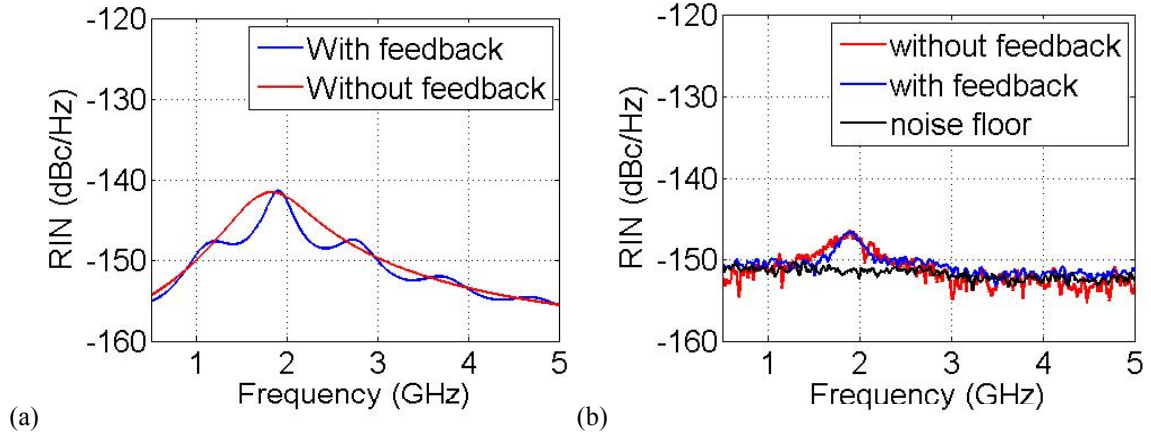 -120
-130
-140
-150
-160
RIN (dBc/Hz)
With feedback
Without feedback
1 2 3 4 5
Frequency (GHz)
(a)
-120
-130
-140
-150
-160
RIN (dBc/Hz)
without feedback
with feedback
noise floor
1 2 3 4 5
Frequency (GHz)
(b)